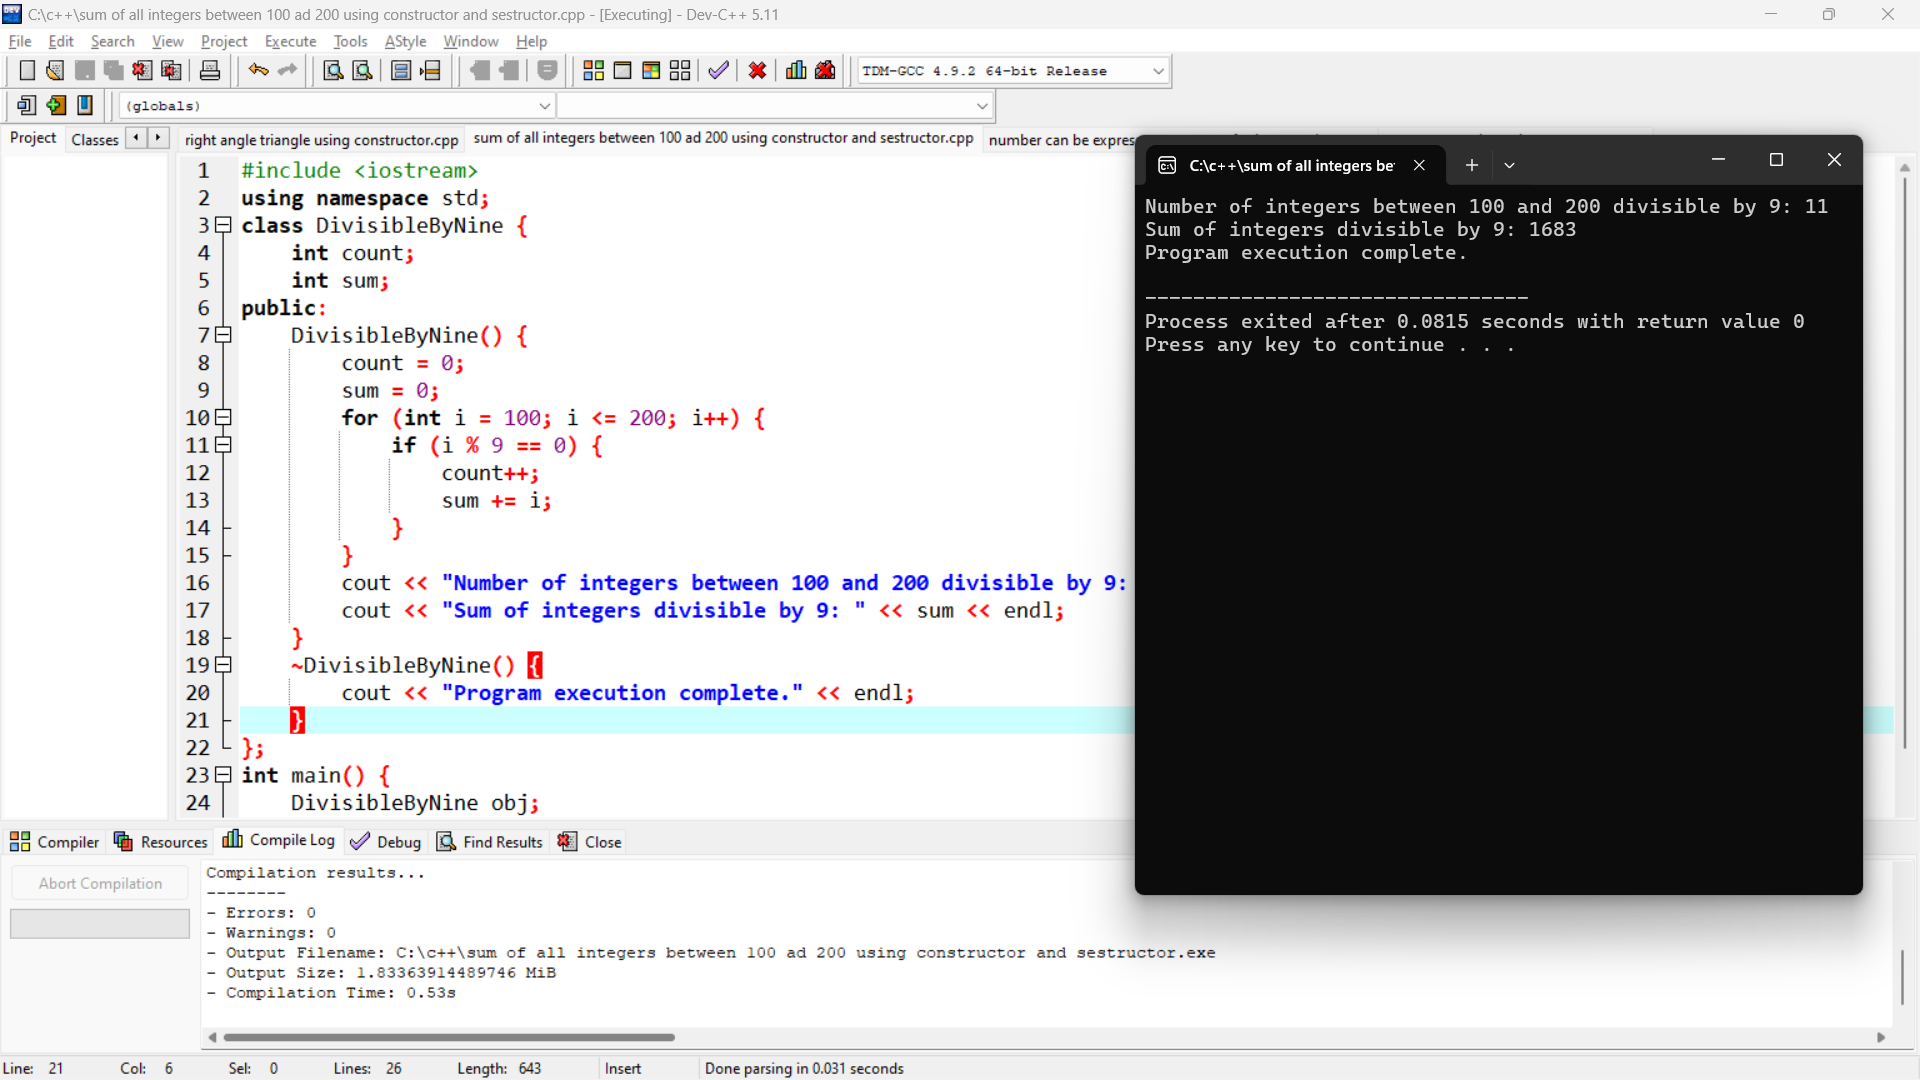 C:\c++\sum of all integers between 100 ad 200 using constructor and sestructor.cpp - [Executing] - Dev-C++ 5.11
File Edit Search View Project Execute Tools AStyle Window Help
TDM-GCC 4.9.2 64-bit Release
(globals)
Project Classes
right angle triangle using constructor.cpp sum of all integers between 100 ad 200 using constructor and sestructor.cpp number can be expres
1 #include <iostream>
2 using namespace std;
3 class DivisibleByNine {
4 int count;
5 int sum;
6 public:
7 DivisibleByNine() {
8 count = 0;
9 sum = 0;
10 for (int i = 100; i <= 200; i++) {
11 if (i % 9 == 0) {
12 count++;
13 sum += i;
14 }
15 }
16 cout << "Number of integers between 100 and 200 divisible by 9:
17 cout << "Sum of integers divisible by 9: " << sum << endl;
18 }
19 ~DivisibleByNine() {
20 cout << "Program execution complete." << endl;
21 }
22 };
23 int main() {
24 DivisibleByNine obj;
C:\c++\sum of all integers be
Number of integers between 100 and 200 divisible by 9: 11
Sum of integers divisible by 9: 1683
Program execution complete.
--------------------------------
Process exited after 0.0815 seconds with return value 0
Press any key to continue . . .
Compiler Resources Compile Log Debug Find Results Close
Abort Compilation
Compilation results...
--------
- Errors: 0
- Warnings: 0
- Output Filename: C:\c++\sum of all integers between 100 ad 200 using constructor and sestructor.exe
- Output Size: 1.83363914489746 MiB
- Compilation Time: 0.53s
Line: 21 Col: 6 Sel: 0 Lines: 26 Length: 643 Insert Done parsing in 0.031 seconds